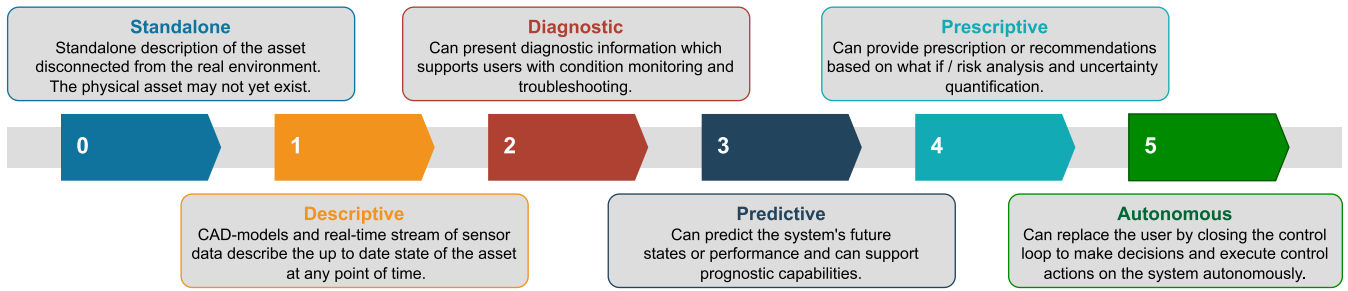 Standalone
Standalone description of the asset
disconnected from the real environment.
The physical asset may not yet exist.
Diagnostic
Can present diagnostic information which
supports users with condition monitoring and
troubleshooting.
Prescriptive
Can provide prescription or recommendations
based on what if / risk analysis and uncertainty
quantification.
0
1
2
3
4
5
Descriptive
CAD-models and real-time stream of sensor
data describe the up to date state of the asset
at any point of time.
Predictive
Can predict the system's future
states or performance and can support
prognostic capabilities.
Autonomous
Can replace the user by closing the control
loop to make decisions and execute control
actions on the system autonomously.